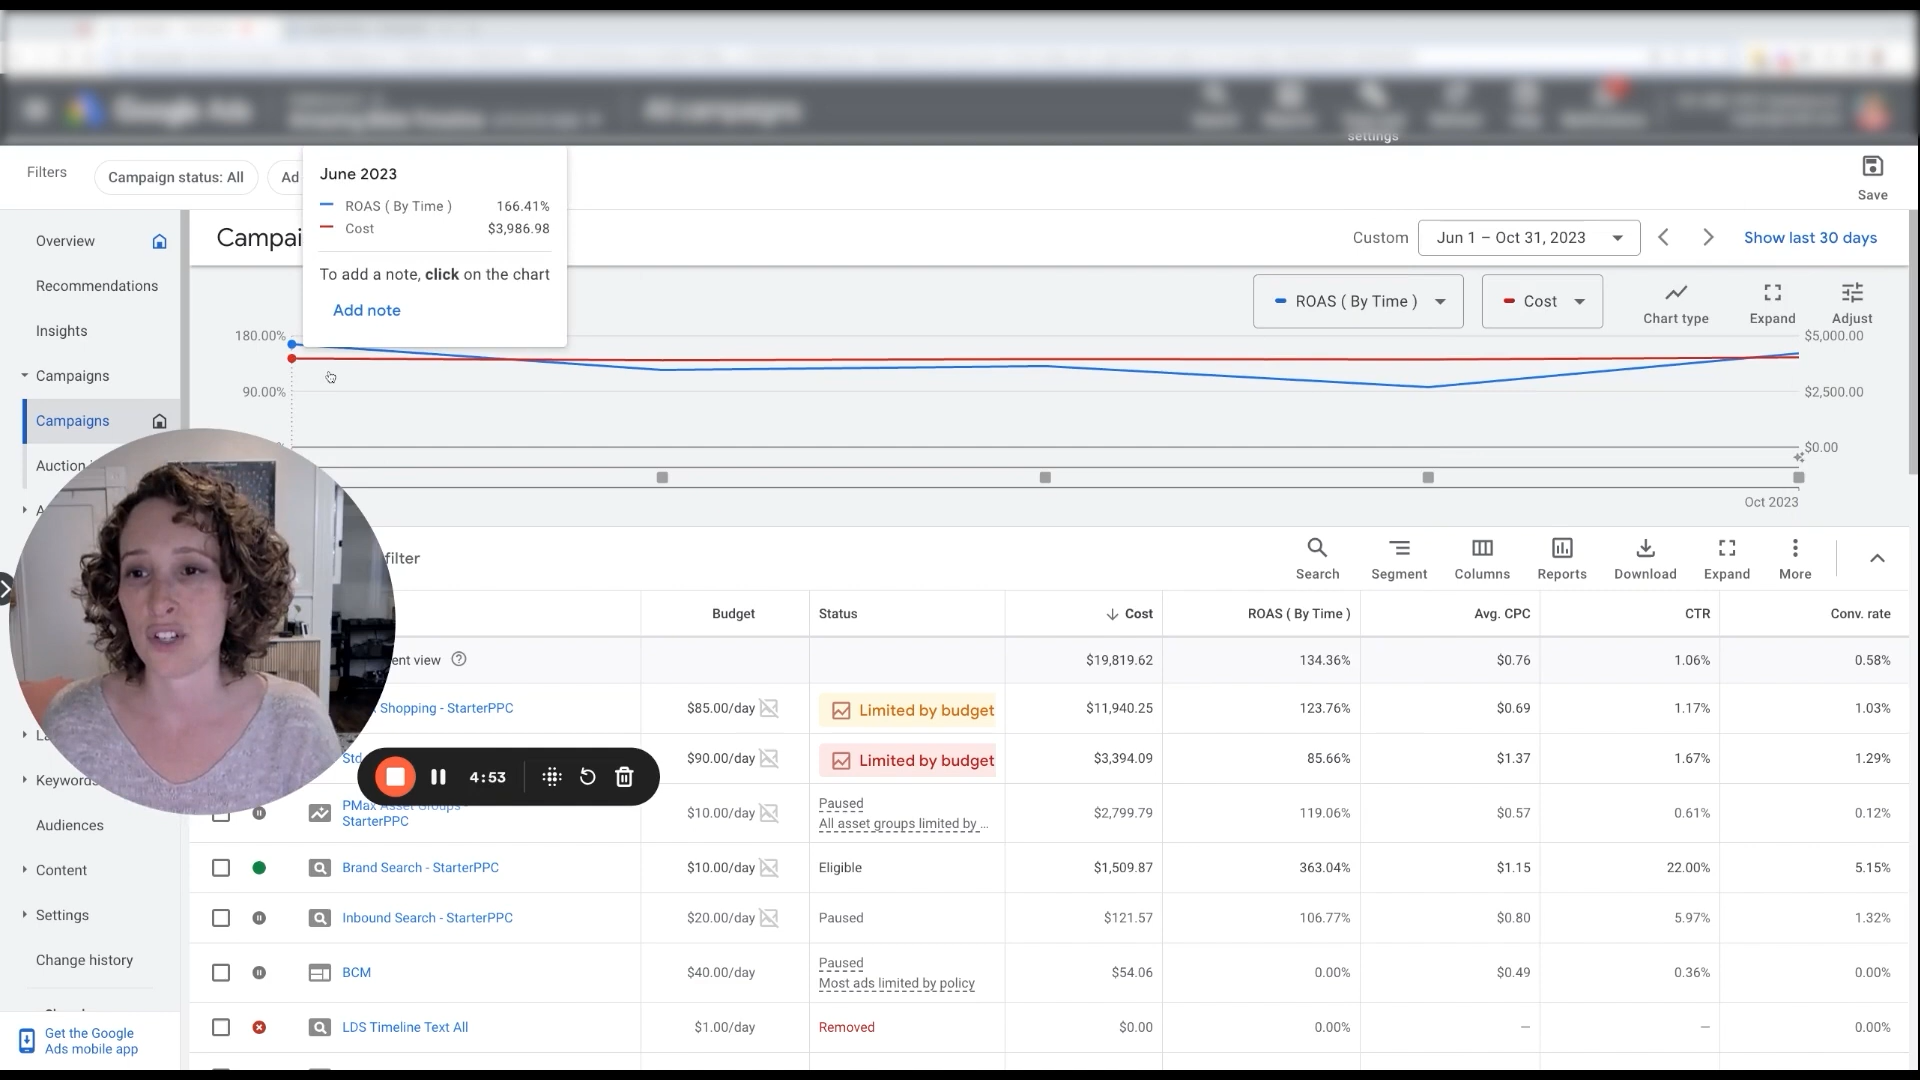 Google Ads
All campaigns
settings
Filters
Campaign status: All
Ad
June 2023
ROAS ( By Time ) 166.41%
Cost $3,986.98
To add a note, click on the chart
Add note
Save
Overview
Recommendations
Insights
Campaigns
Campaigns
Auction
A
Keywords
Audiences
Content
Settings
Change history
Get the Google
Ads mobile app
Campai
Custom
Jun 1 – Oct 31, 2023
Show last 30 days
ROAS ( By Time )
Cost
Chart type
Expand
Adjust
180.00%
90.00%
$5,000.00
$2,500.00
$0.00
Oct 2023
filter
Search
Segment
Columns
Reports
Download
Expand
More
Budget Status Cost ROAS ( By Time ) Avg. CPC CTR Conv. rate
ent view $19,819.62 134.36% $0.76 1.06% 0.58%
Shopping - StarterPPC $85.00/day Limited by budget $11,940.25 123.76% $0.69 1.17% 1.03%
Std $90.00/day Limited by budget $3,394.09 85.66% $1.37 1.67% 1.29%
4:53
PMax Asset Groups -
StarterPPC $10.00/day Paused
All asset groups limited by ... $2,799.79 119.06% $0.57 0.61% 0.12%
Brand Search - StarterPPC $10.00/day Eligible $1,509.87 363.04% $1.15 22.00% 5.15%
Inbound Search - StarterPPC $20.00/day Paused $121.57 106.77% $0.80 5.97% 1.32%
BCM $40.00/day Paused
Most ads limited by policy $54.06 0.00% $0.49 0.36% 0.00%
LDS Timeline Text All $1.00/day Removed $0.00 0.00% — — 0.00%